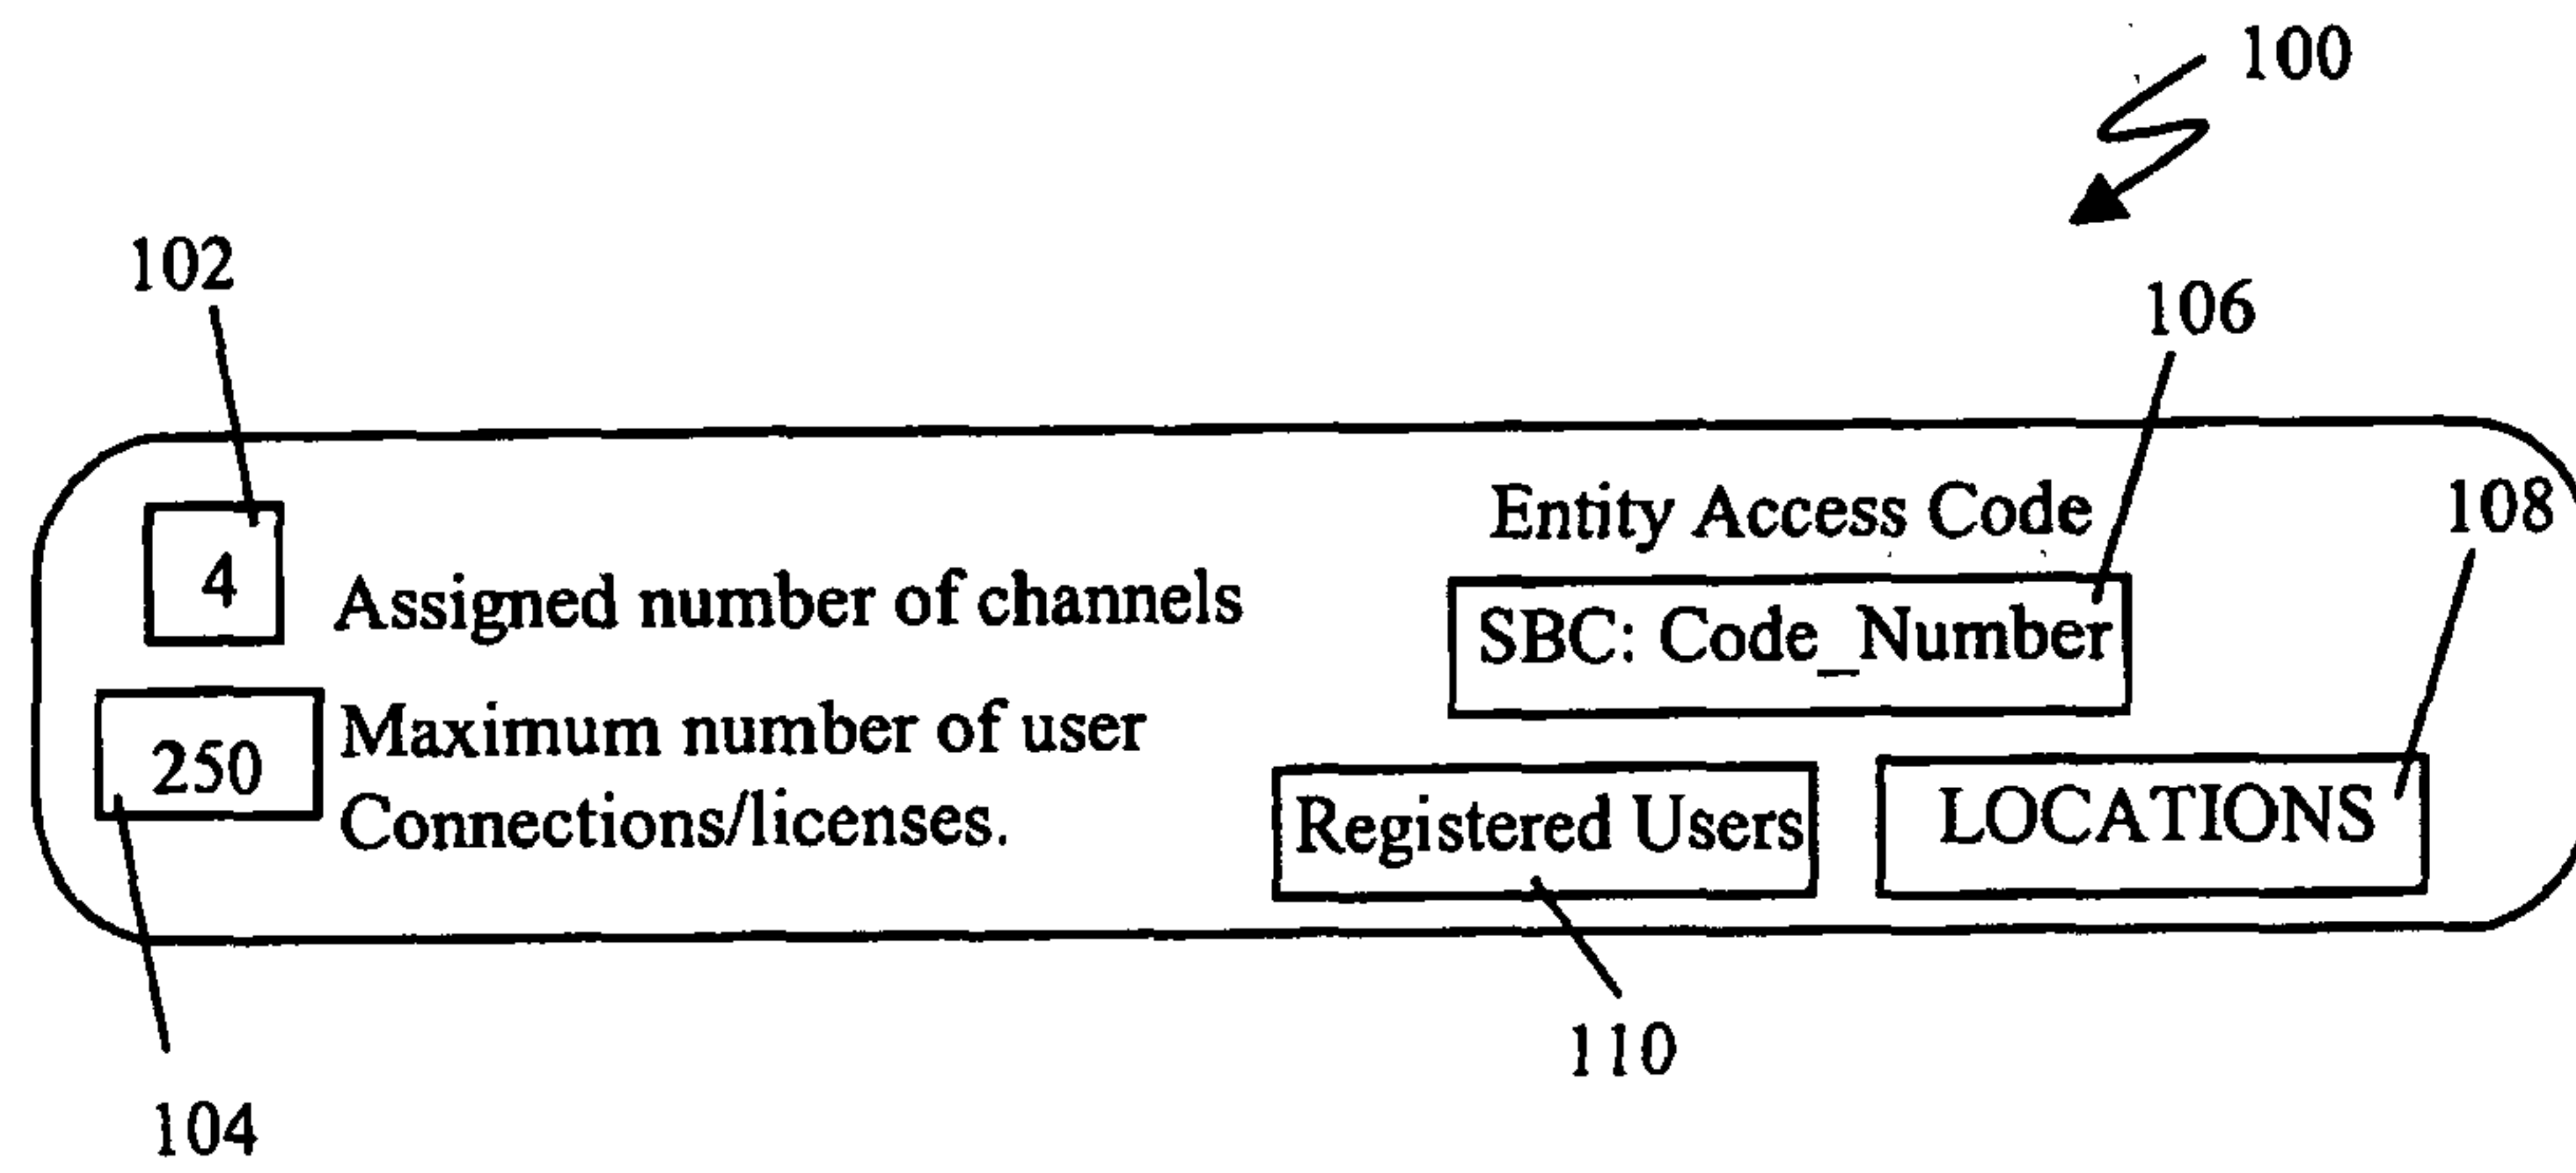 100
102
106
Entity Access Code
108
4
Assigned number of channels
SBC: Code_Number
250
Maximum number of user
Connections/licenses.
Registered Users
LOCATIONS
110
104